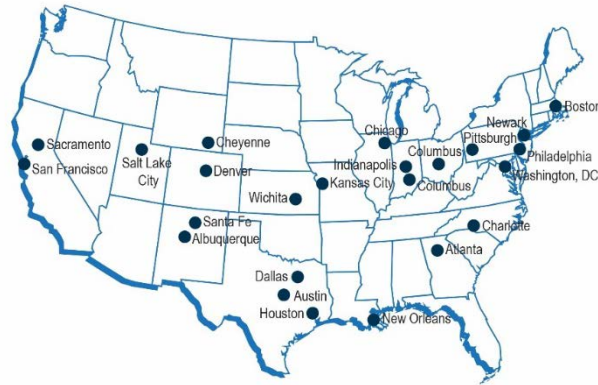 Boston
Newark
Chicago
Pittsburgh
Sacramento
Cheyenne
Columbus
Philadelphia
Salt Lake
City
Indianapolis
San Francisco
Denver
Washington, DC
Kansas City
Columbus
Wichita
Santa Fe
Charlotte
Albuquerque
Atlanta
Dallas
Austin
Houston
New Orleans